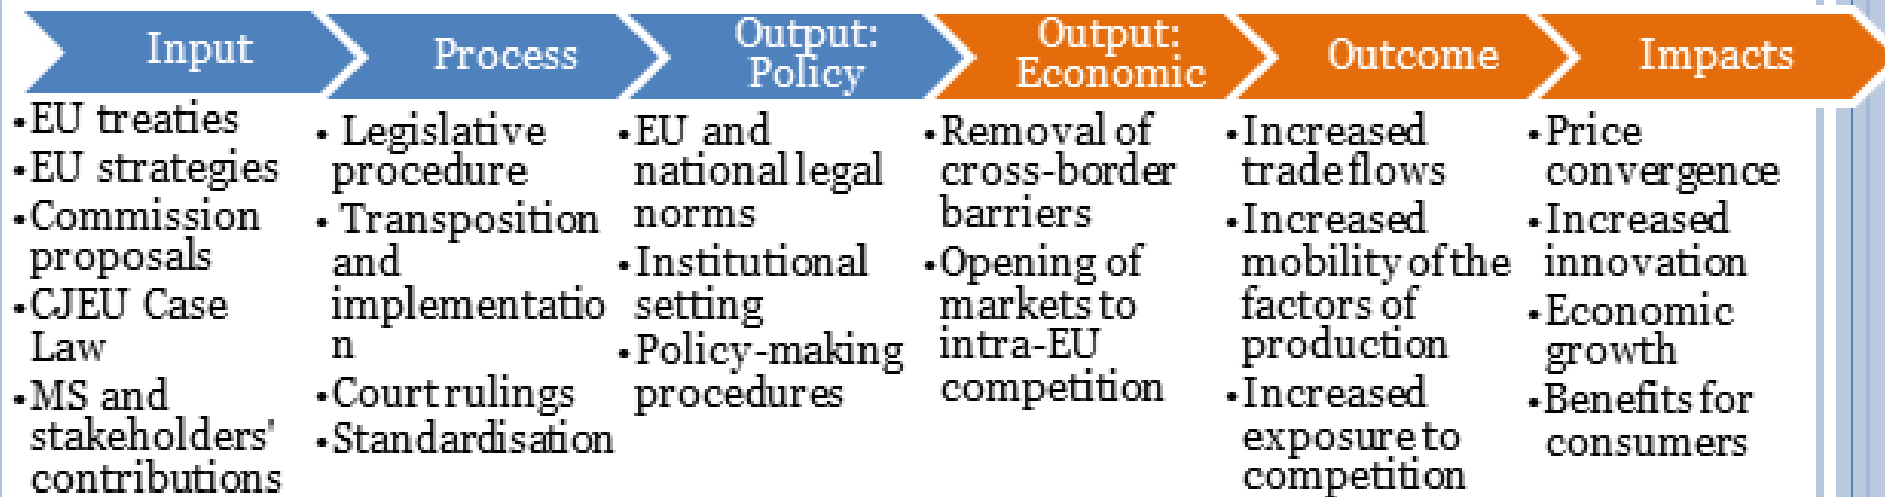 Input
•EU treaties
•EU strategies
•Commission
proposals
•CJEU Case
Law
•MS and
stakeholders'
contributions
Process
• Legislative
procedure
• Transposition
and
implementatio
n
•Court rulings
•Standardisation
Output:
Policy
•EU and
national legal
norms
•Institutional
setting
•Policy-making
procedures
Output:
Economic
•Removal of
cross-border
barriers
•Opening of
markets to
intra-EU
competition
Outcome
•Increased
trade flows
•Increased
mobility of the
factors of
production
•Increased
exposure to
competition
Impacts
•Price
convergence
•Increased
innovation
•Economic
growth
•Benefits for
consumers